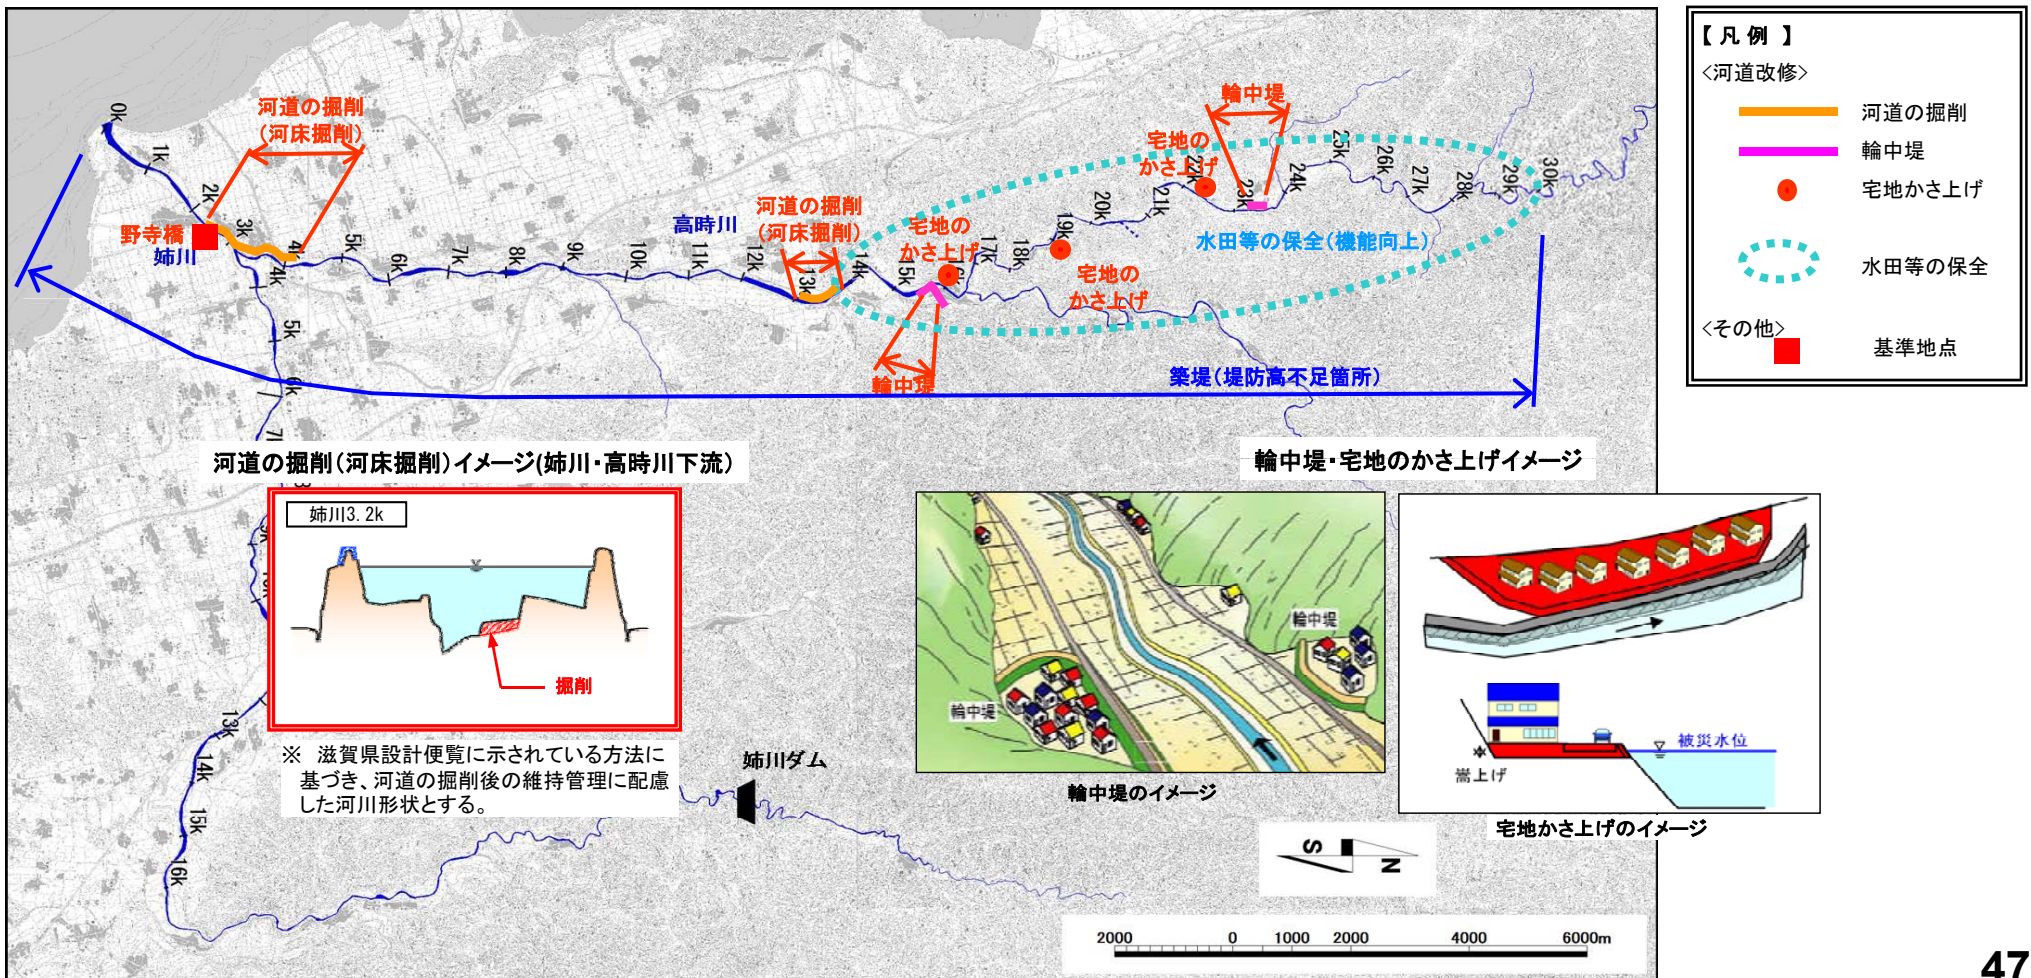 【 凡 例 】
<河道改修>
河道の掘削
輪中堤
宅地かさ上げ
水田等の保全
<その他>
基準地点
0k
1k
2k
3k
4k
5k
6k
7k
8k
9k
10k
11k
12k
13k
14k
15k
16k
17k
18k
19k
20k
21k
22k
23k
24k
25k
26k
27k
28k
29k
30k
河道の掘削
(河床掘削)
野寺橋
姉川
高時川
河道の掘削
(河床掘削)
宅地の
かさ上げ
輪中堤
宅地の
かさ上げ
宅地の
かさ上げ
輪中堤
水田等の保全(機能向上)
築堤(堤防高不足箇所)
4k
5k
6k
13k
14k
15k
16k
河道の掘削(河床掘削)イメージ(姉川・高時川下流)
姉川3.2k
掘削
※ 滋賀県設計便覧に示されている方法に
基づき、河道の掘削後の維持管理に配慮
した河川形状とする。
姉川ダム
輪中堤・宅地のかさ上げイメージ
輪中堤
輪中堤
輪中堤のイメージ
被災水位
嵩上げ
宅地かさ上げのイメージ
S
N
2000 0 1000 2000 4000 6000m
47